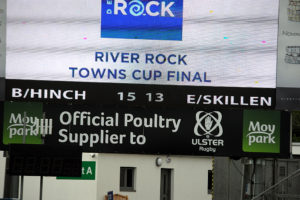 DE
ROCK
RIVER ROCK
TOWNS CUP FINAL
B/HINCH 15 13 E/SKILLEN
Moy park
Official Poultry
Supplier to
ULSTER
Rugby
Moy park
A